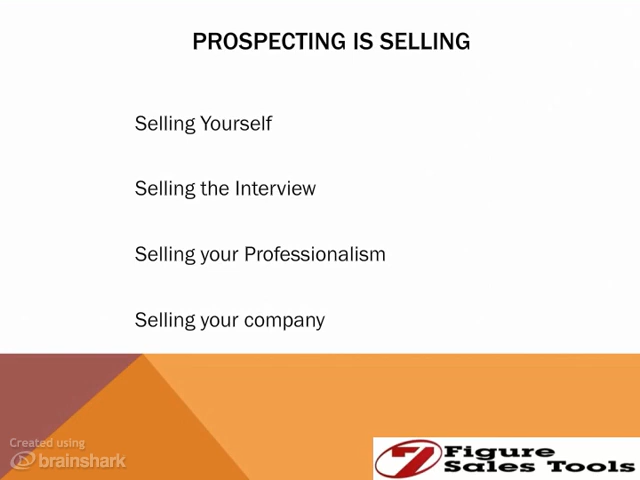 PROSPECTING IS SELLING
Selling Yourself
Selling the Interview
Selling your Professionalism
Selling your company
Created using
brainshark
7 Figure
Sales Tools